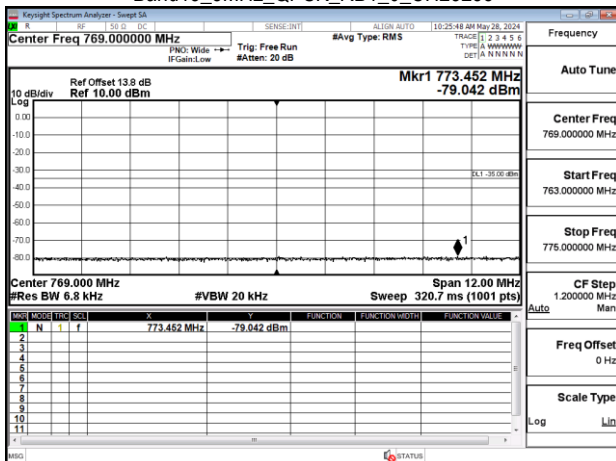 Keysight Spectrum Analyzer - Swept SA
R RF 50 Ω DC SENSE:INT ALIGN AUTO 10:25:48 AM May 28, 2024
Center Freq 769.000000 MHz #Avg Type: RMS TRACE 1 2 3 4 5 6
PNO: Wide Trig: Free Run TYPE A WWWWW
IFGain:Low #Atten: 20 dB DET A N N N N N
Frequency
Auto Tune
Mkr1 773.452 MHz
-79.042 dBm
Ref Offset 13.8 dB
10 dB/div Ref 10.00 dBm
Log
0.00
-10.0
-20.0
-30.0
DL1 -35.00 dBm
-40.0
-50.0
-60.0
-70.0
-80.0
1
Center 769.000 MHz Span 12.00 MHz
#Res BW 6.8 kHz #VBW 20 kHz Sweep 320.7 ms (1001 pts)
MKR MODE TRC SCL X Y FUNCTION FUNCTION WIDTH FUNCTION VALUE
1 N 1 f 773.452 MHz -79.042 dBm
2
3
4
5
6
7
8
9
10
11
Center Freq
769.000000 MHz
Start Freq
763.000000 MHz
Stop Freq
775.000000 MHz
CF Step
1.200000 MHz
Auto Man
Freq Offset
0 Hz
Scale Type
Log Lin
MSG STATUS